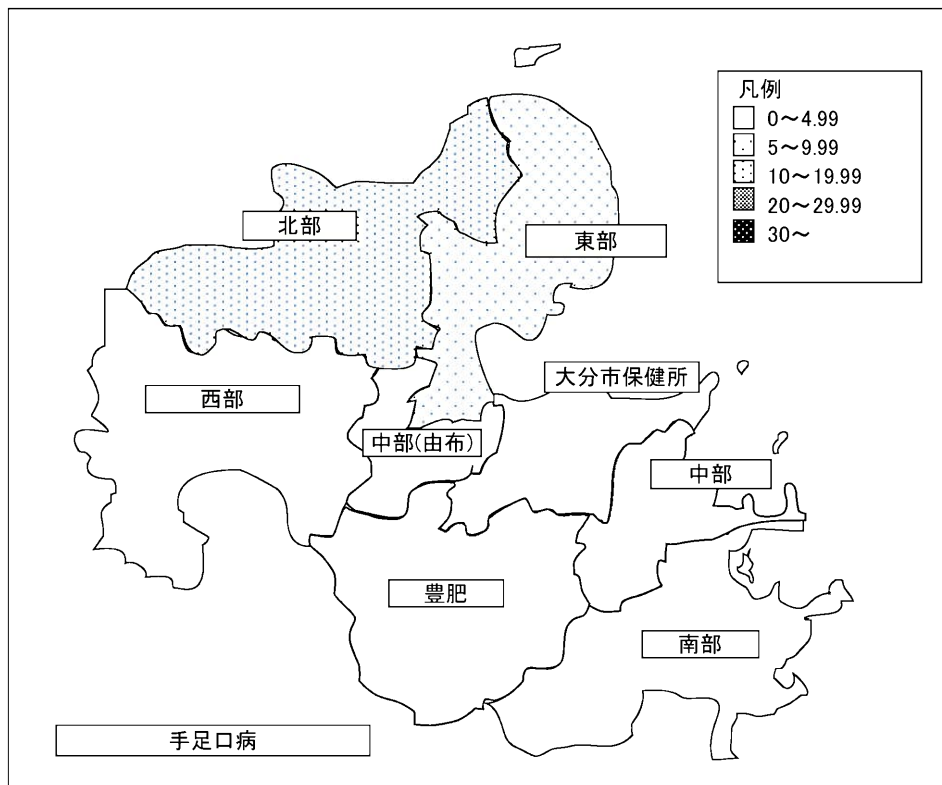 凡例
0～4.99
5～9.99
10～19.99
20～29.99
30～
北部
東部
大分市保健所
西部
中部(由布)
中部
豊肥
南部
手足口病